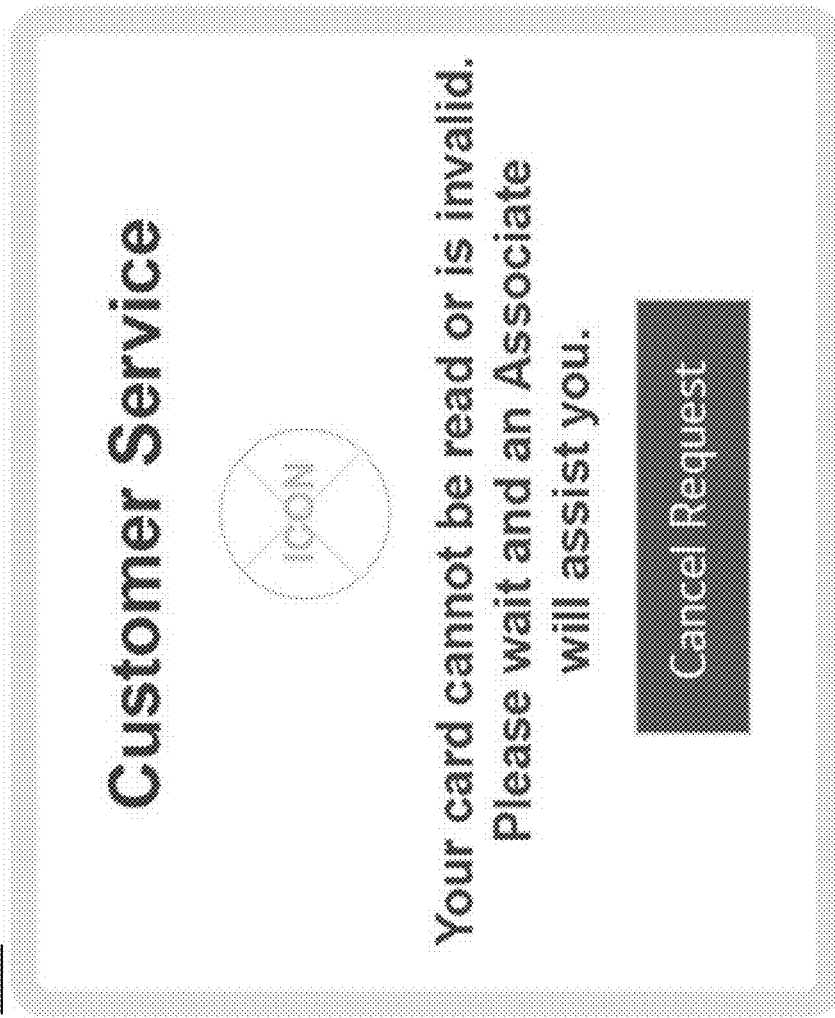 Customer Service
ICON
Your card cannot be read or is invalid.
Please wait and an Associate
will assist you.
Cancel Request